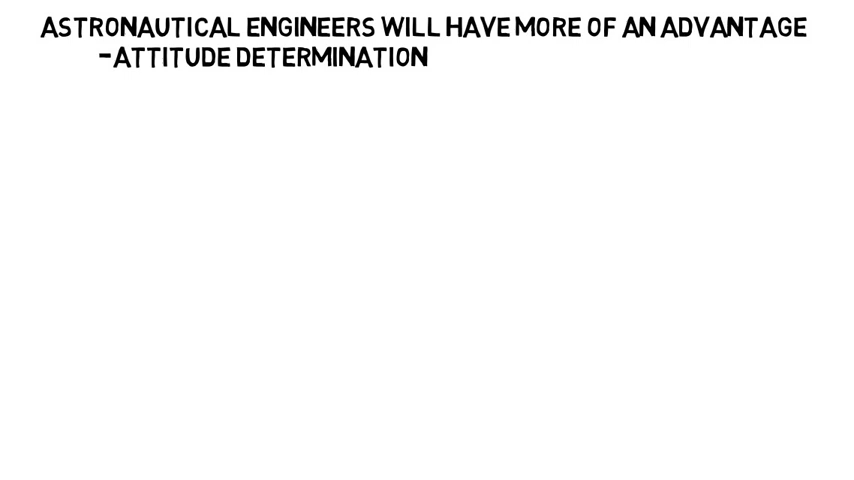 ASTRONAUTICAL ENGINEERS WILL HAVE MORE OF AN ADVANTAGE
-ATTITUDE DETERMINATION